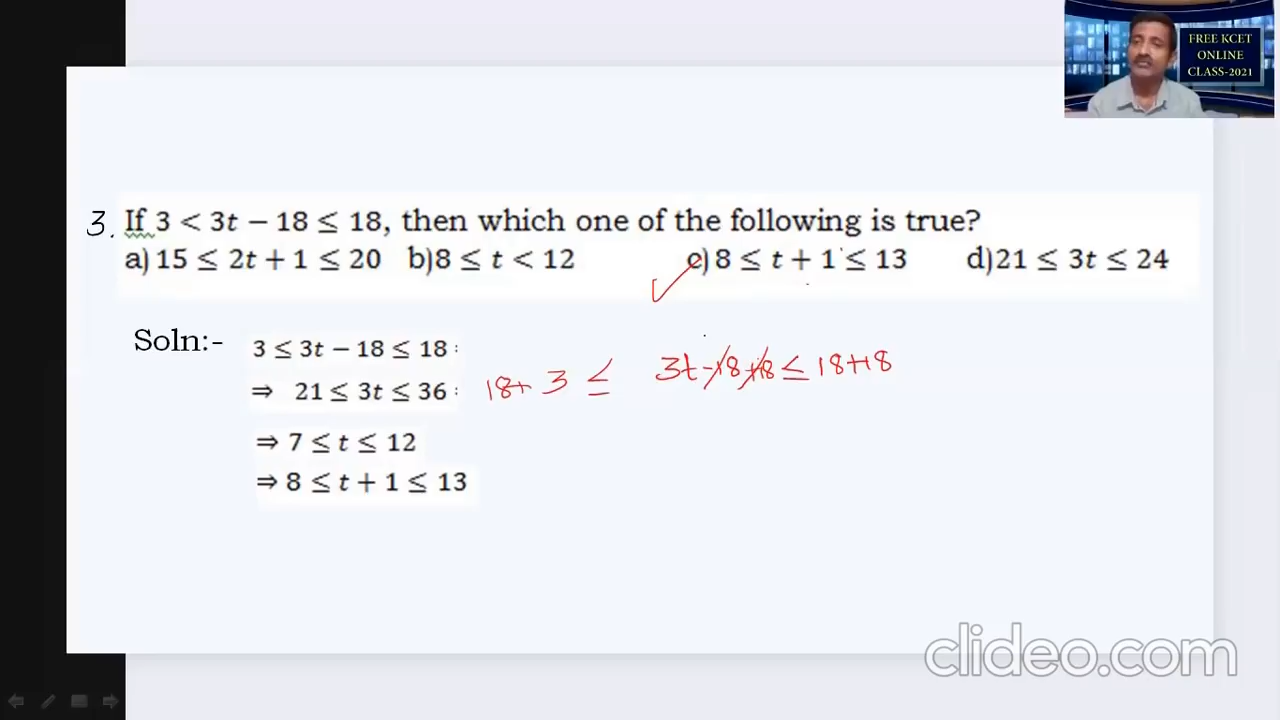 FREE KCET
ONLINE
CLASS-2021
3. If 3 < 3t − 18 ≤ 18, then which one of the following is true?
a) 15 ≤ 2t + 1 ≤ 20 b)8 ≤ t < 12 c) 8 ≤ t + 1 ≤ 13 d)21 ≤ 3t ≤ 24
Soln:- 3 ≤ 3t − 18 ≤ 18
⇒ 21 ≤ 3t ≤ 36 18+ 3 ≤ 3t-18+18 ≤ 18+18
⇒ 7 ≤ t ≤ 12
⇒ 8 ≤ t + 1 ≤ 13
clideo.com